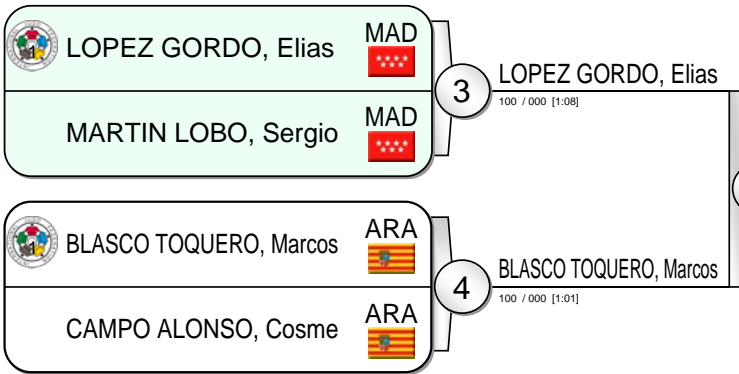 LOPEZ GORDO, Elias MAD
MARTIN LOBO, Sergio MAD
3
LOPEZ GORDO, Elias
100 / 000 [1:08]
BLASCO TOQUERO, Marcos ARA
CAMPO ALONSO, Cosme ARA
4
BLASCO TOQUERO, Marcos
100 / 000 [1:01]